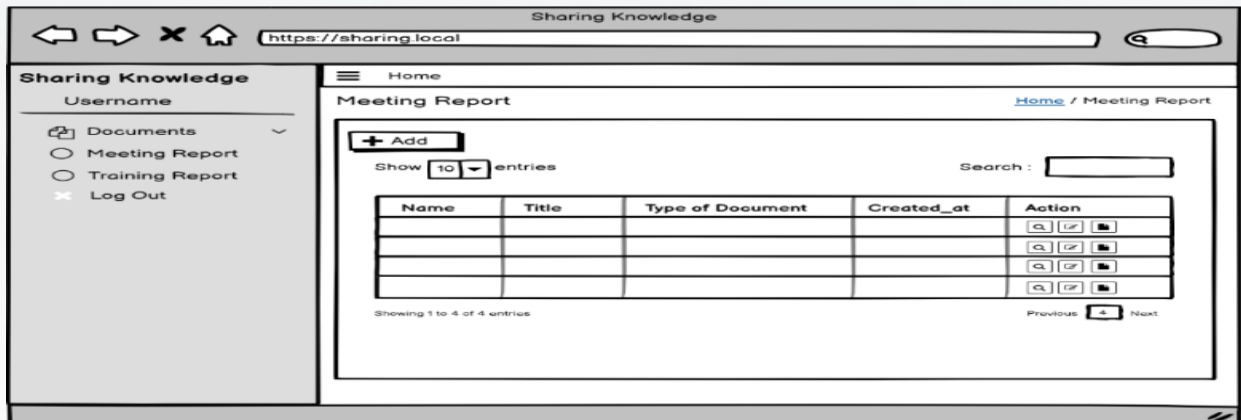 Sharing Knowledge
https://sharing.local
Sharing Knowledge
Username
Documents
Meeting Report
Training Report
Log Out
Home
Meeting Report
Home / Meeting Report
Add
Show 10 entries
Search :
Name Title Type of Document Created_at Action
Showing 1 to 4 of 4 entries
Previous 4 Next